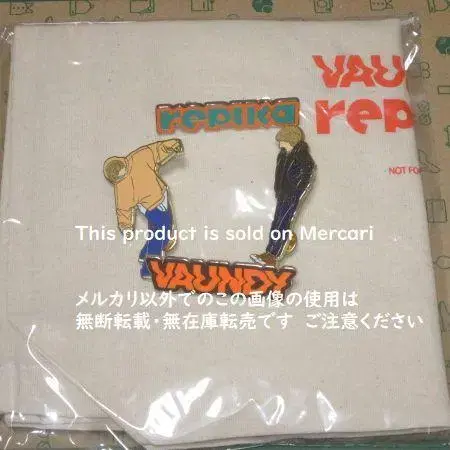 VAU
replica
rep
NOT FO
This product is sold on Mercari
VAUNDY
メルカリ以外でのこの画像の使用は
無断転載・無在庫転売です ご注意ください